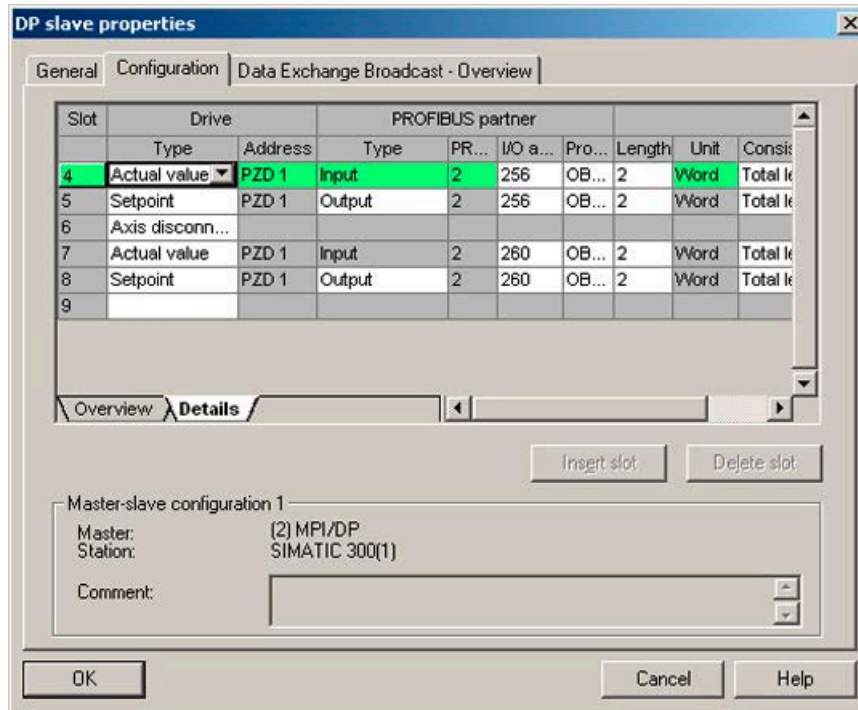 DP slave properties
General Configuration Data Exchange Broadcast - Overview
Slot Drive PROFIBUS partner
Type Address Type PR... I/O a... Pro... Length Unit Consis
4 Actual value PZD 1 Input 2 256 OB... 2 Word Total le
5 Setpoint PZD 1 Output 2 256 OB... 2 Word Total le
6 Axis disconn...
7 Actual value PZD 1 Input 2 260 OB... 2 Word Total le
8 Setpoint PZD 1 Output 2 260 OB... 2 Word Total le
9
Overview Details
Insert slot Delete slot
Master-slave configuration 1
Master: (2) MPI/DP
Station: SIMATIC 300(1)
Comment:
OK Cancel Help